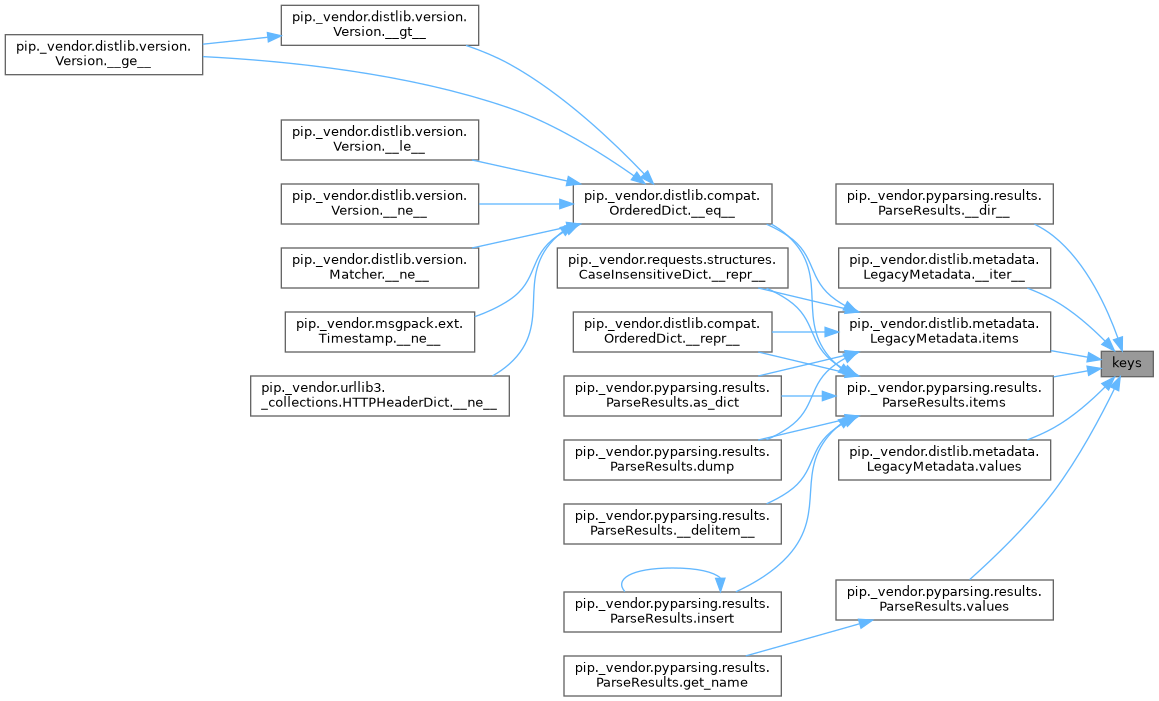 pip._vendor.distlib.version.
Version.__gt__
pip._vendor.distlib.version.
Version.__ge__
pip._vendor.distlib.version.
Version.__le__
pip._vendor.distlib.version.
Version.__ne__
pip._vendor.distlib.version.
Matcher.__ne__
pip._vendor.msgpack.ext.
Timestamp.__ne__
pip._vendor.urllib3.
_collections.HTTPHeaderDict.__ne__
pip._vendor.distlib.compat.
OrderedDict.__eq__
pip._vendor.requests.structures.
CaseInsensitiveDict.__repr__
pip._vendor.distlib.compat.
OrderedDict.__repr__
pip._vendor.pyparsing.results.
ParseResults.as_dict
pip._vendor.pyparsing.results.
ParseResults.dump
pip._vendor.pyparsing.results.
ParseResults.__delitem__
pip._vendor.pyparsing.results.
ParseResults.insert
pip._vendor.pyparsing.results.
ParseResults.get_name
pip._vendor.pyparsing.results.
ParseResults.__dir__
pip._vendor.distlib.metadata.
LegacyMetadata.__iter__
pip._vendor.distlib.metadata.
LegacyMetadata.items
pip._vendor.pyparsing.results.
ParseResults.items
pip._vendor.distlib.metadata.
LegacyMetadata.values
pip._vendor.pyparsing.results.
ParseResults.values
keys